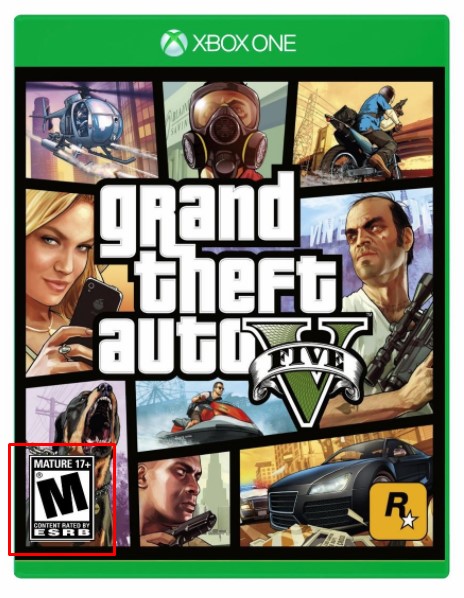 XBOX ONE
grand
theft
auto V
FIVE
MATURE 17+
M
®
CONTENT RATED BY
ESRB
R